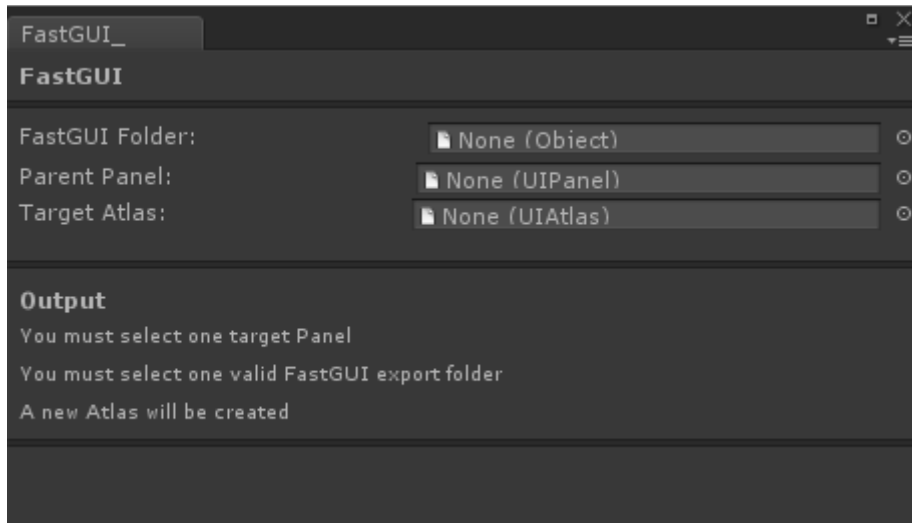 FastGUI_
FastGUI
FastGUI Folder:
None (Object)
Parent Panel:
None (UIPanel)
Target Atlas:
None (UIAtlas)
Output
You must select one target Panel
You must select one valid FastGUI export folder
A new Atlas will be created